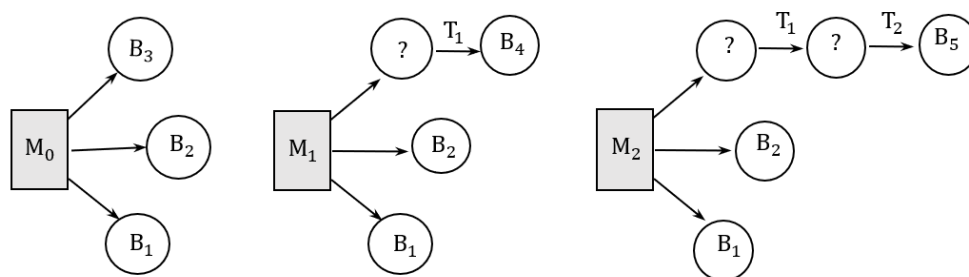 B₃
M₀
B₂
B₁
?
T₁
B₄
M₁
B₂
B₁
?
T₁
?
T₂
B₅
M₂
B₂
B₁